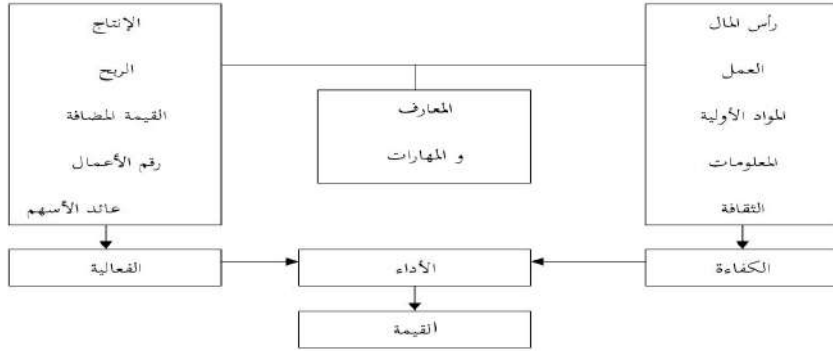 رأس المال
العمل
المواد الأولية
المعلومات
الثقافة
المعارف
و المهارات
الإنتاج
الربح
القيمة المضافة
رقم الأعمال
عائد الأسهم
الكفاءة
الأداء
الفعالية
القيمة